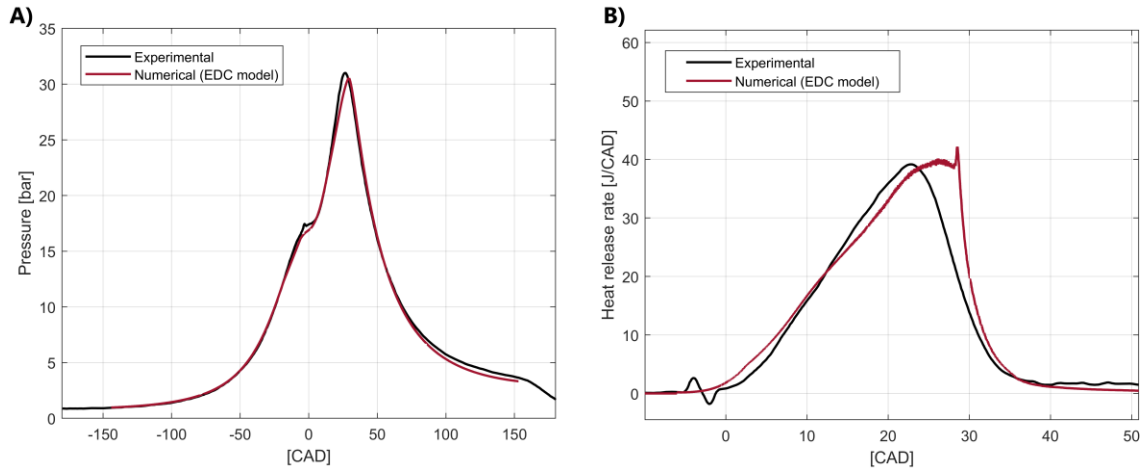 A)
35
30
25
20
15
10
5
0
Pressure [bar]
Experimental
Numerical (EDC model)
-150
-100
-50
0
50
100
150
[CAD]
B)
60
50
40
30
20
10
0
Heat release rate [J/CAD]
Experimental
Numerical (EDC model)
0
10
20
30
40
50
[CAD]